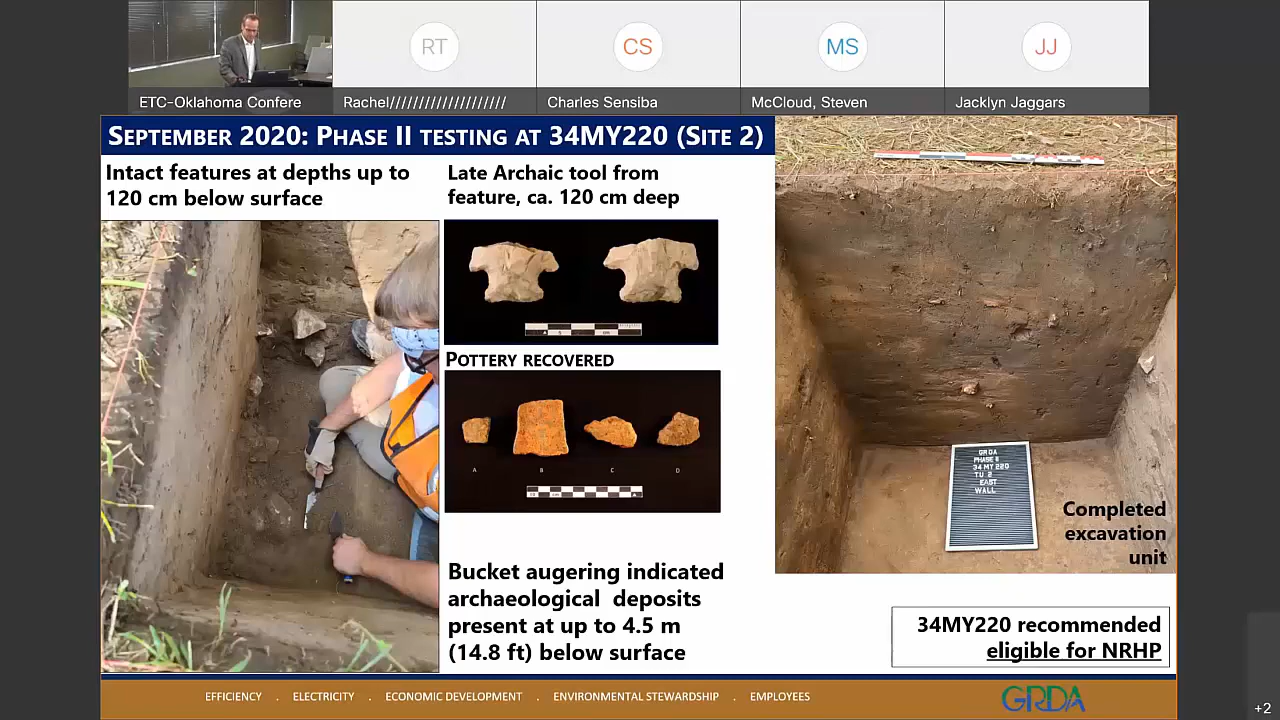 RT
CS
MS
JJ
ETC-Oklahoma Confere
Rachel////////////////////
Charles Sensiba
McCloud, Steven
Jacklyn Jaggars
SEPTEMBER 2020: PHASE II TESTING AT 34MY220 (SITE 2)
Intact features at depths up to
120 cm below surface
Late Archaic tool from
feature, ca. 120 cm deep
POTTERY RECOVERED
A B C D
Bucket augering indicated
archaeological deposits
present at up to 4.5 m
(14.8 ft) below surface
GRDA
PHASE II
34 MY 220
TU 2
EAST
WALL
Completed
excavation
unit
34MY220 recommended
eligible for NRHP
EFFICIENCY . ELECTRICITY . ECONOMIC DEVELOPMENT . ENVIRONMENTAL STEWARDSHIP . EMPLOYEES
GRDA
+2